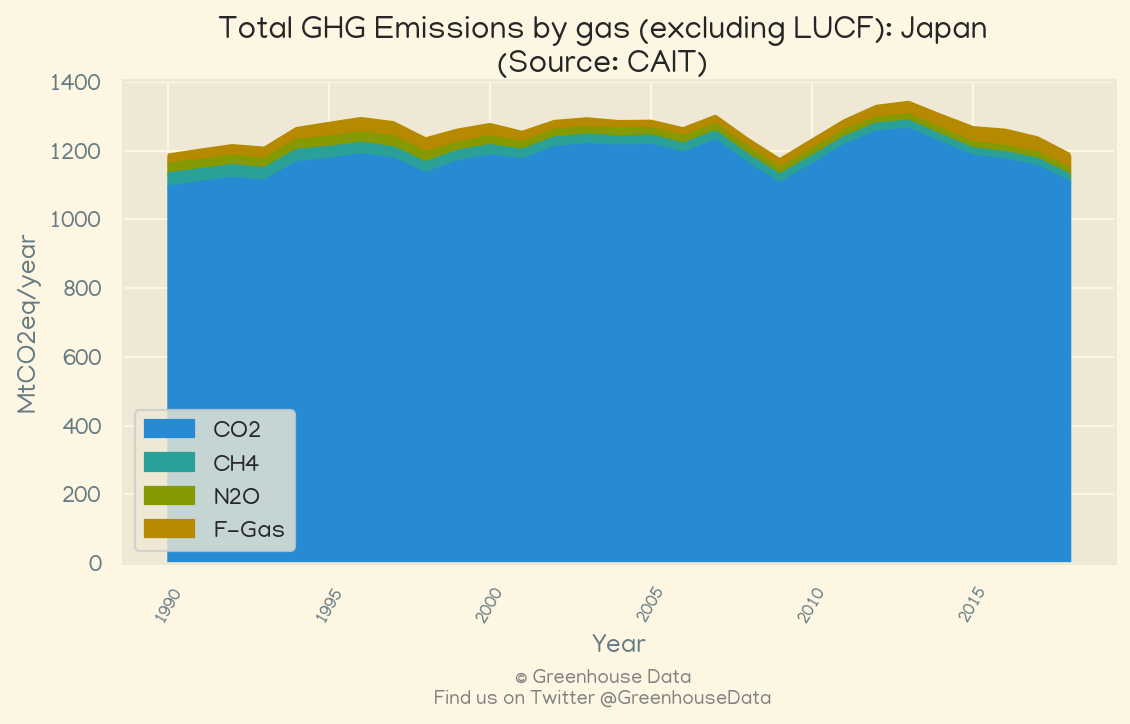 Total GHG Emissions by gas (excluding LUCF): Japan
(Source: CAIT)
1400
1200
1000
800
600
400
200
0
MtCO2eq/year
CO2
CH4
N2O
F-Gas
1990
1995
2000
2005
2010
2015
Year
© Greenhouse Data
Find us on Twitter @GreenhouseData